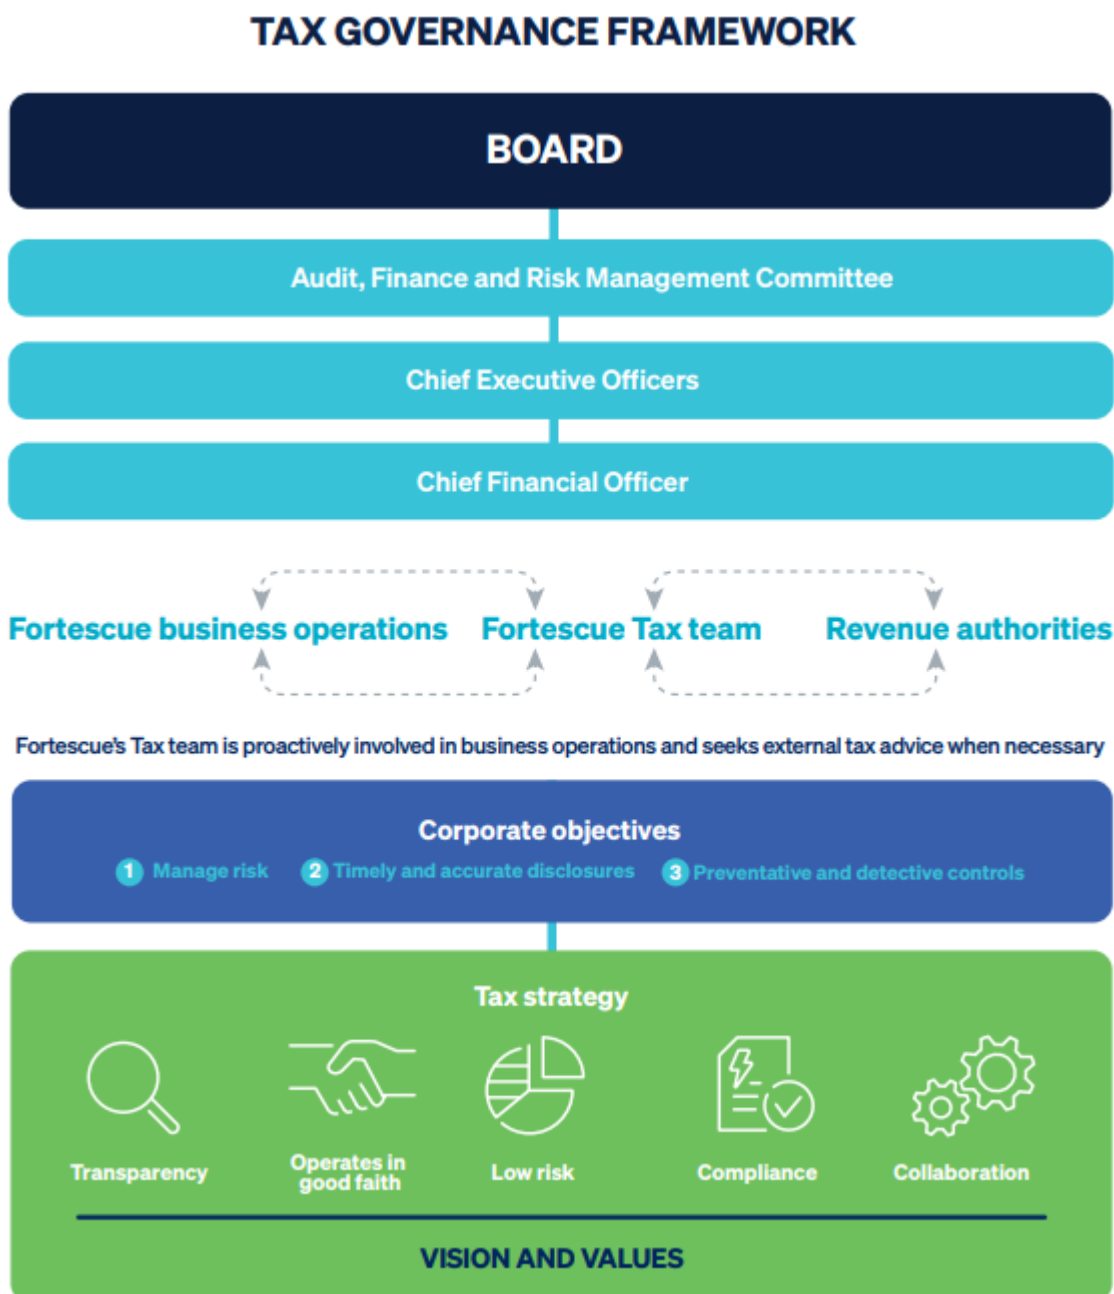 TAX GOVERNANCE FRAMEWORK
BOARD
Audit, Finance and Risk Management Committee
Chief Executive Officers
Chief Financial Officer
Fortescue business operations
Fortescue Tax team
Revenue authorities
Fortescue's Tax team is proactively involved in business operations and seeks external tax advice when necessary
Corporate objectives
1 Manage risk
2 Timely and accurate disclosures
3 Preventative and detective controls
Tax strategy
Transparency
Operates in
good faith
Low risk
Compliance
Collaboration
VISION AND VALUES